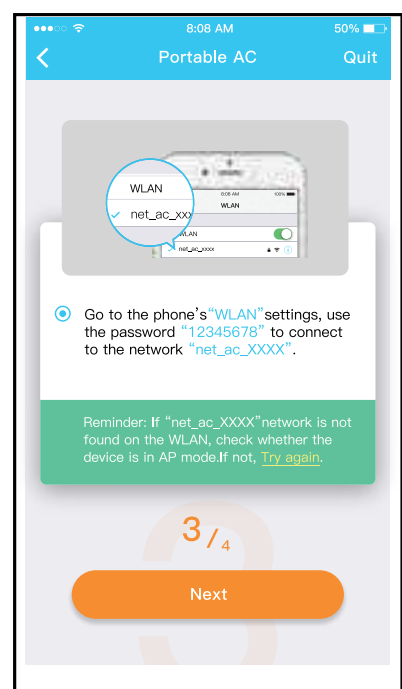 8:08 AM
50%
Portable AC
Quit
WLAN
net_ac_xxx
8:08 AM
100%
WLAN
WLAN
net_ac_xxxx
Go to the phone's“WLAN”settings, use
the password “12345678” to connect
to the network “net_ac_XXXX”.
Reminder: If “net_ac_XXXX”network is not
found on the WLAN, check whether the
device is in AP mode.If not, Try again.
3
3/4
Next